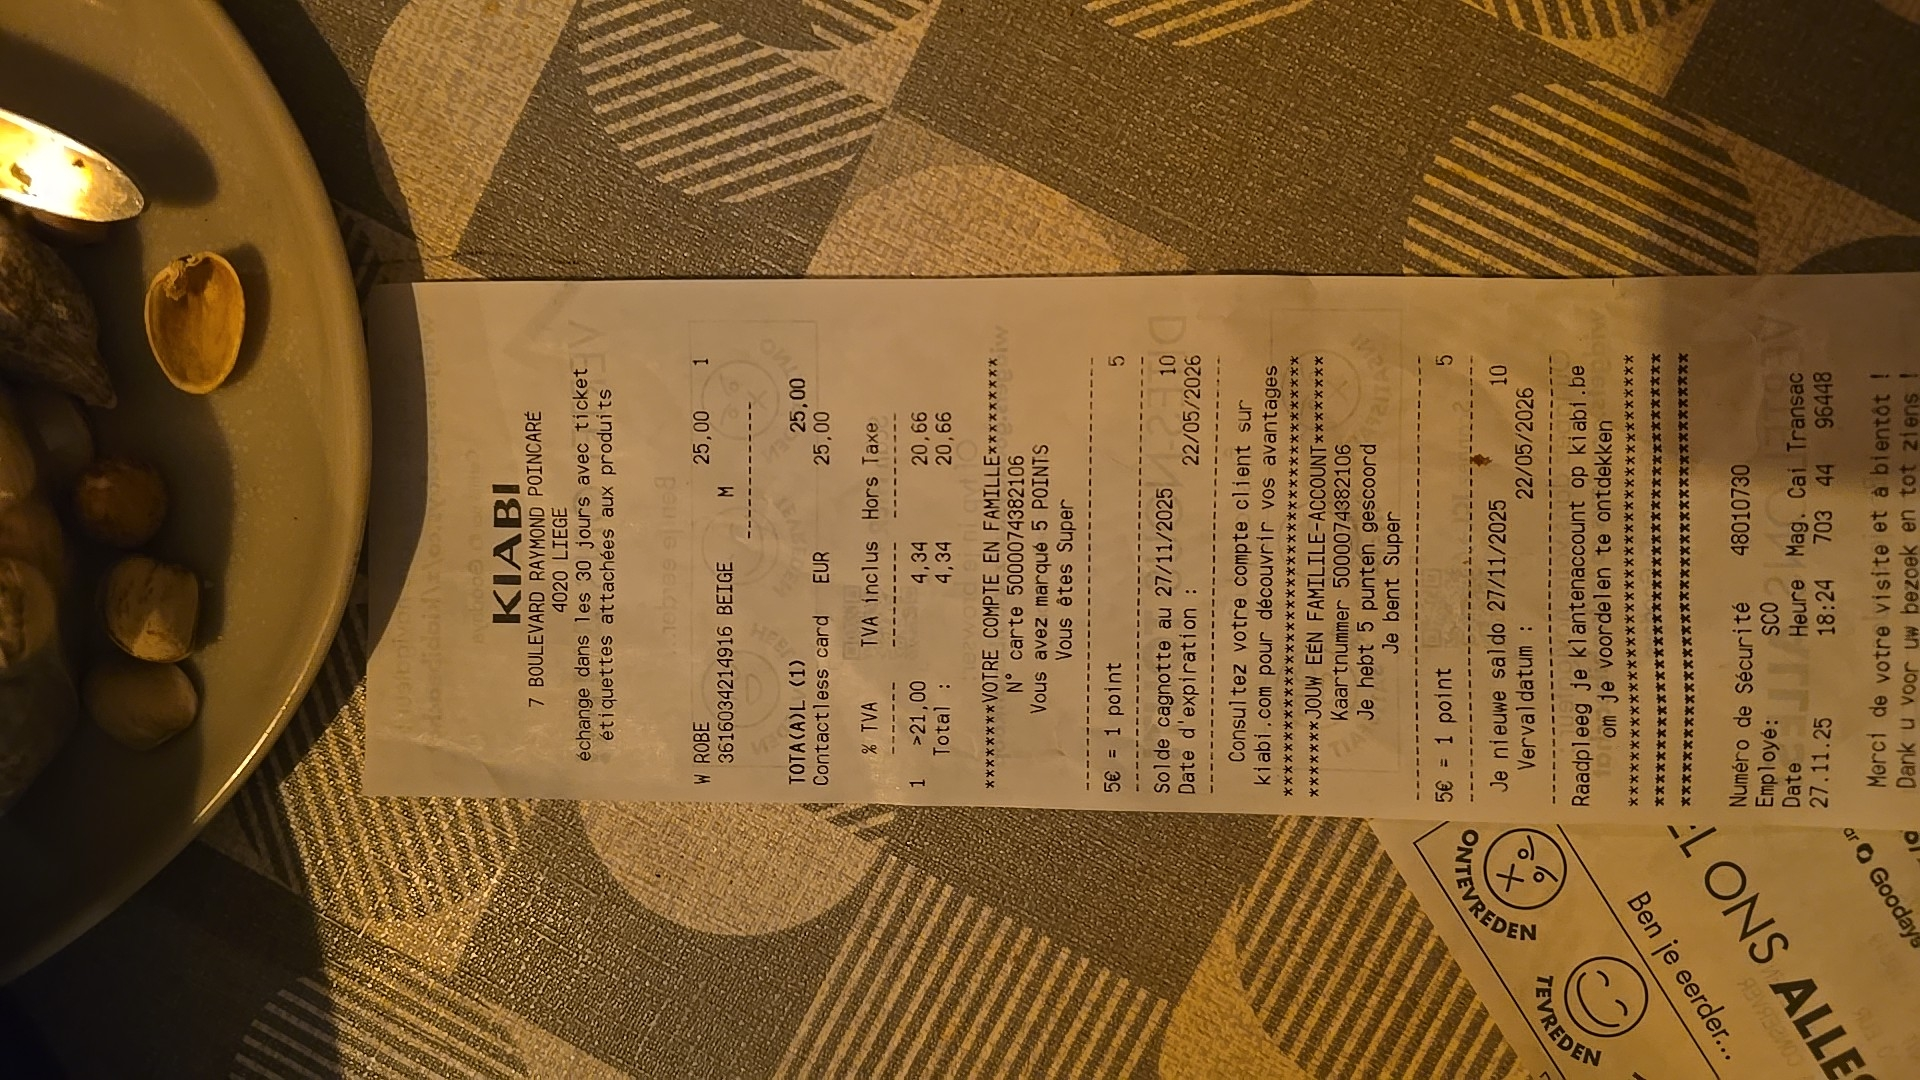 KIABI
7 BOULEVARD RAYMOND POINCARÉ
4020 LIEGE
échange dans les 30 jours avec ticket
étiquettes attachées aux produits
W ROBE 25,00 1
3616034214916 BEIGE M
--------------------
TOTA(A)L (1) 25,00
Contactless card EUR 25,00
% TVA TVA inclus Hors Taxe
1 >21,00 4,34 20,66
Total : 4,34 20,66
********VOTRE COMPTE EN FAMILLE*********
N° carte 5000074382106
Vous avez marqué 5 POINTS
Vous êtes Super
5€ = 1 point 5
Solde cagnotte au 27/11/2025 10
Date d'expiration : 22/05/2026
Consultez votre compte client sur
kiabi.com pour découvrir vos avantages
*******JOUW EEN FAMILILE-ACCOUNT*******
Kaartnummer 5000074382106
Je hebt 5 punten gescoord
Je bent Super
5€ = 1 point 5
Je nieuwe saldo 27/11/2025 10
Vervaldatum : 22/05/2026
Raadpleeg je klantenaccount op kiabi.be
om je voordelen te ontdekken
Numéro de Sécurité 48010730
Employé: SCO
Date Heure Mag. Cai Transac
27.11.25 18:24 703 44 96448
Merci de votre visite et à bientôt !
Dank u voor uw bezoek en tot ziens !
ONTEVREDEN
TEVREDEN
Ben je eerder...
ONS ALLES
Goodays